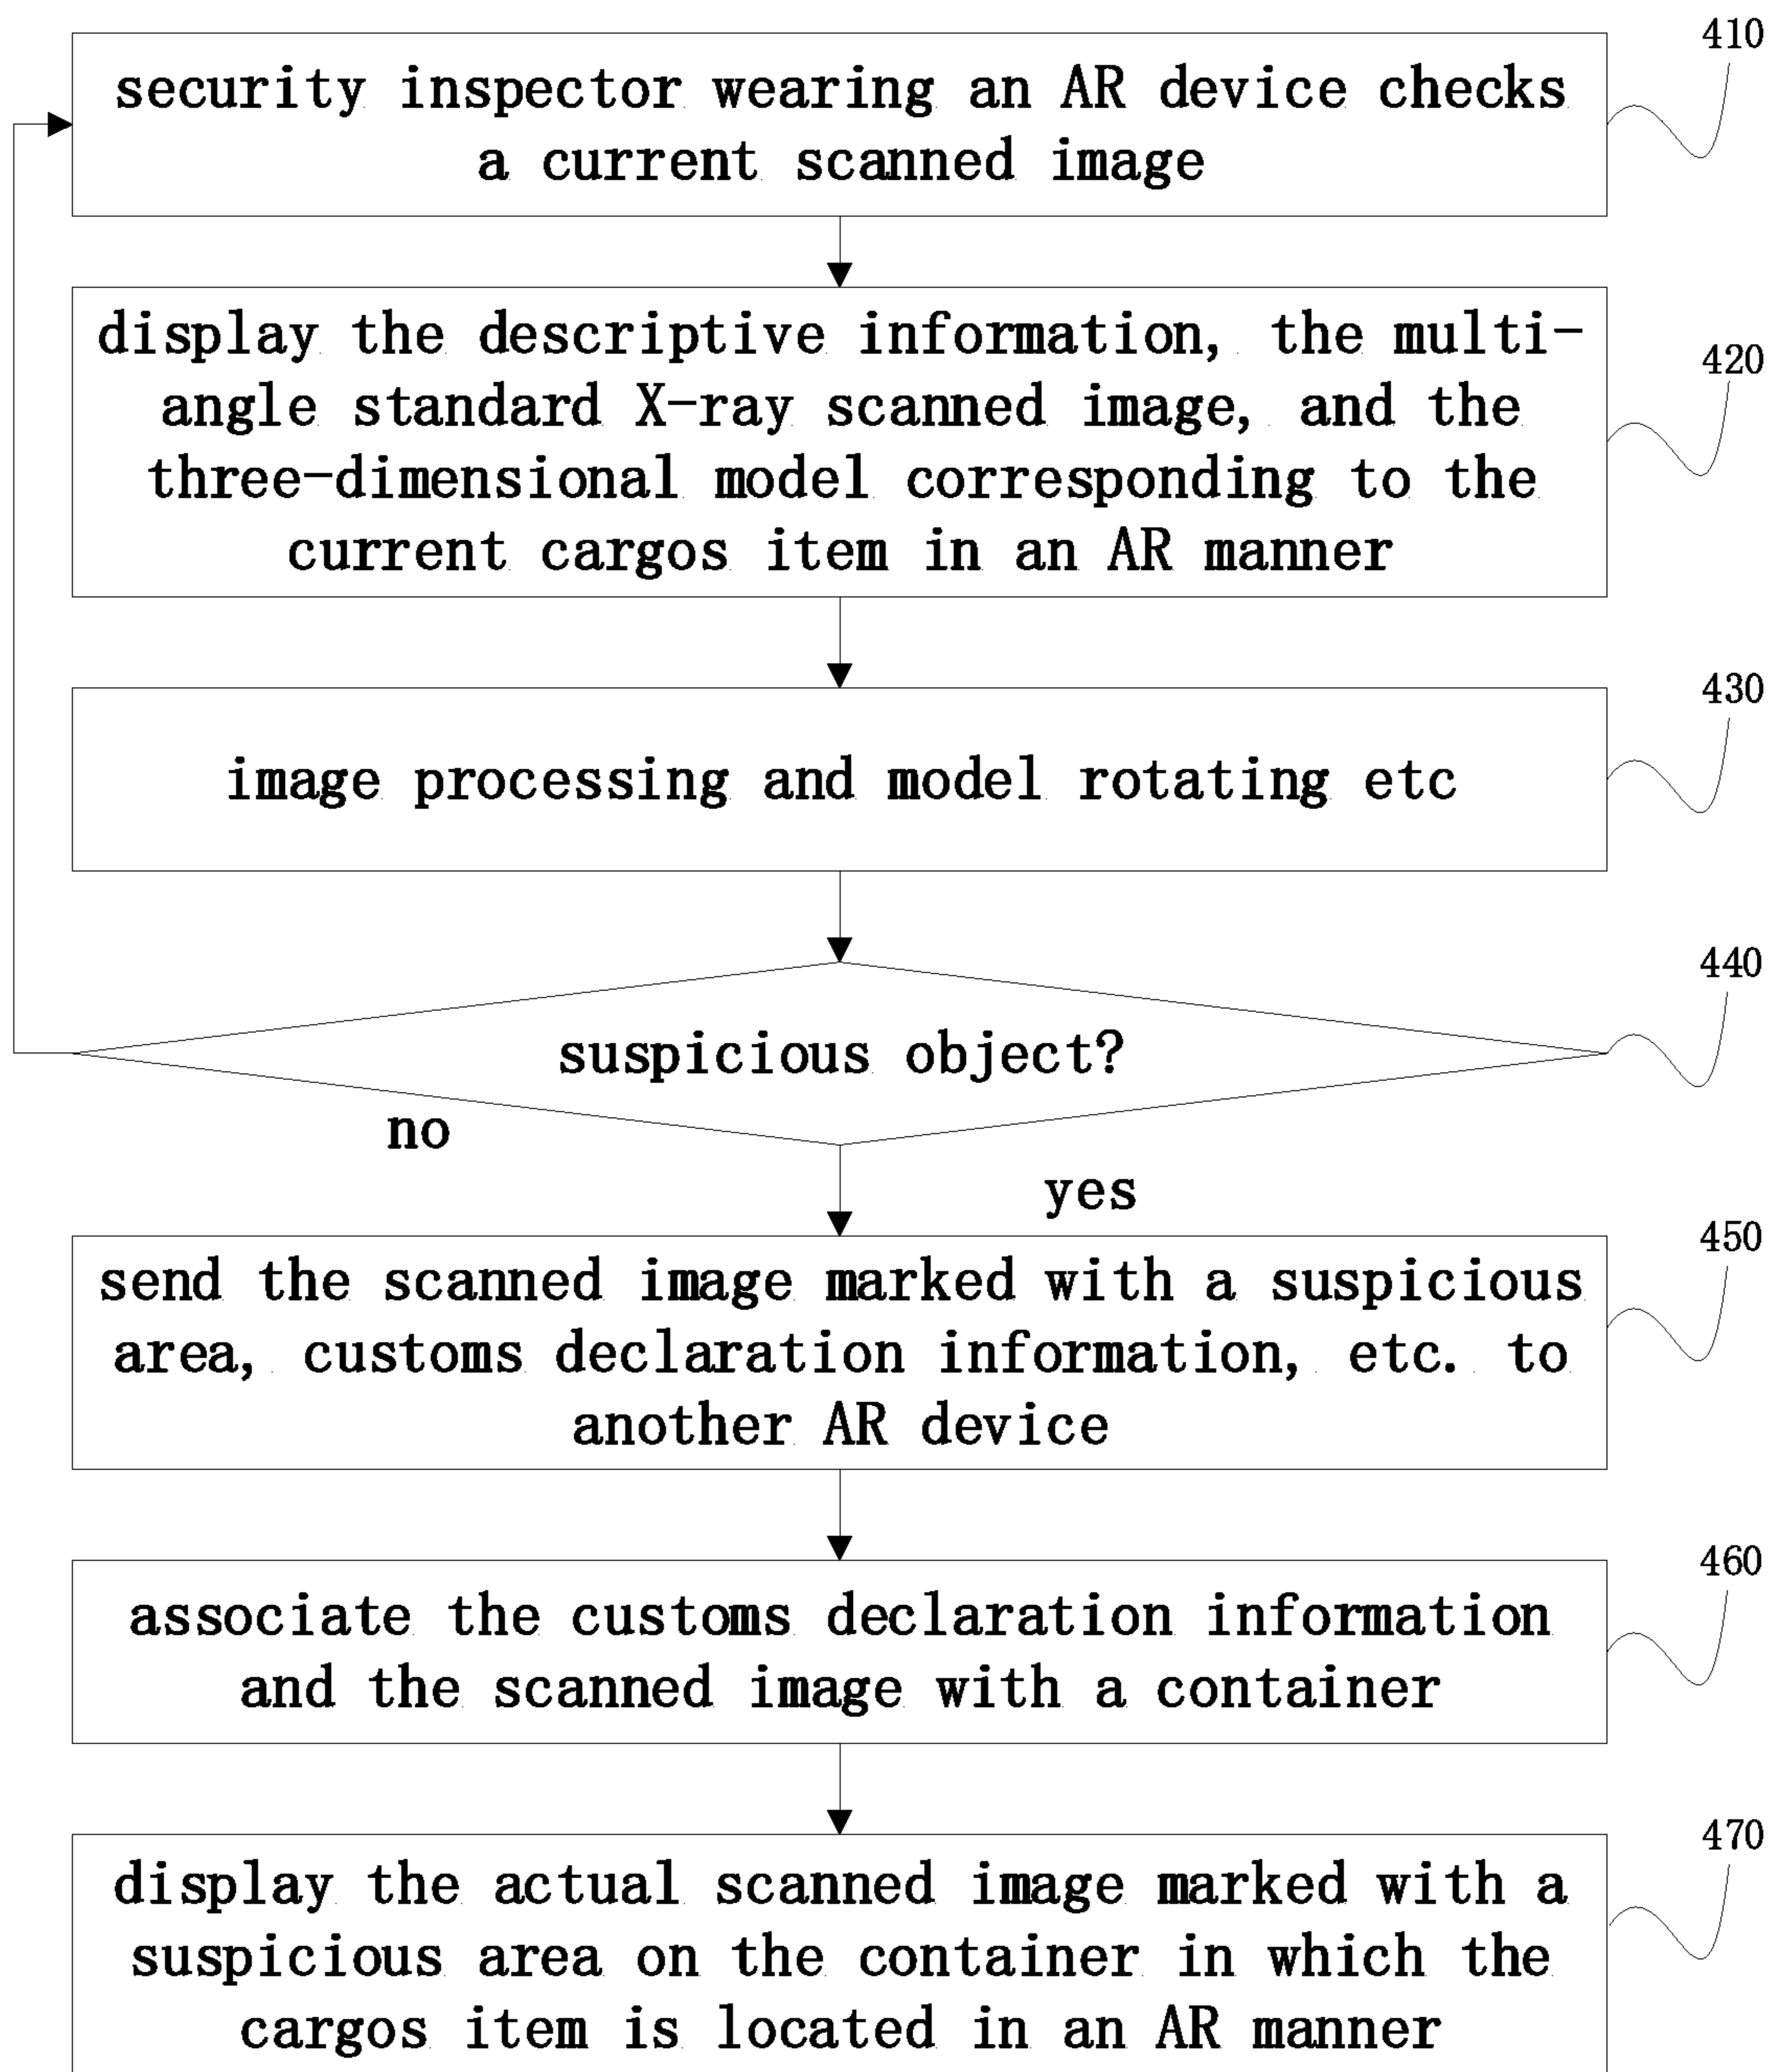 410
security inspector wearing an AR device checks
a current scanned image
display the descriptive information, the multi-
420
angle standard X-ray scanned image, and the
three-dimensional model corresponding to the
current cargos item in an AR manner
430
image processing and model rotating etc
440
suspicious object?
no
yes
450
send the scanned image marked with a suspicious
area, customs declaration information, etc. to
another AR device
460
associate the customs declaration information
and the scanned image with a container
470
display the actual scanned image marked with a
suspicious area on the container in which the
cargos item is located in an AR manner